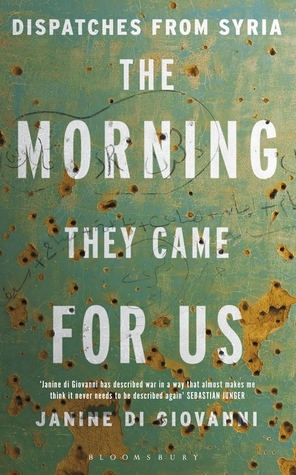 DISPATCHES FROM SYRIA
THE
MORNING
THEY CAME
FOR US
'Janine di Giovanni has described war in a way that almost makes me
think it never needs to be described again' SEBASTIAN JUNGER
JANINE DI GIOVANNI
BLOOMSBURY